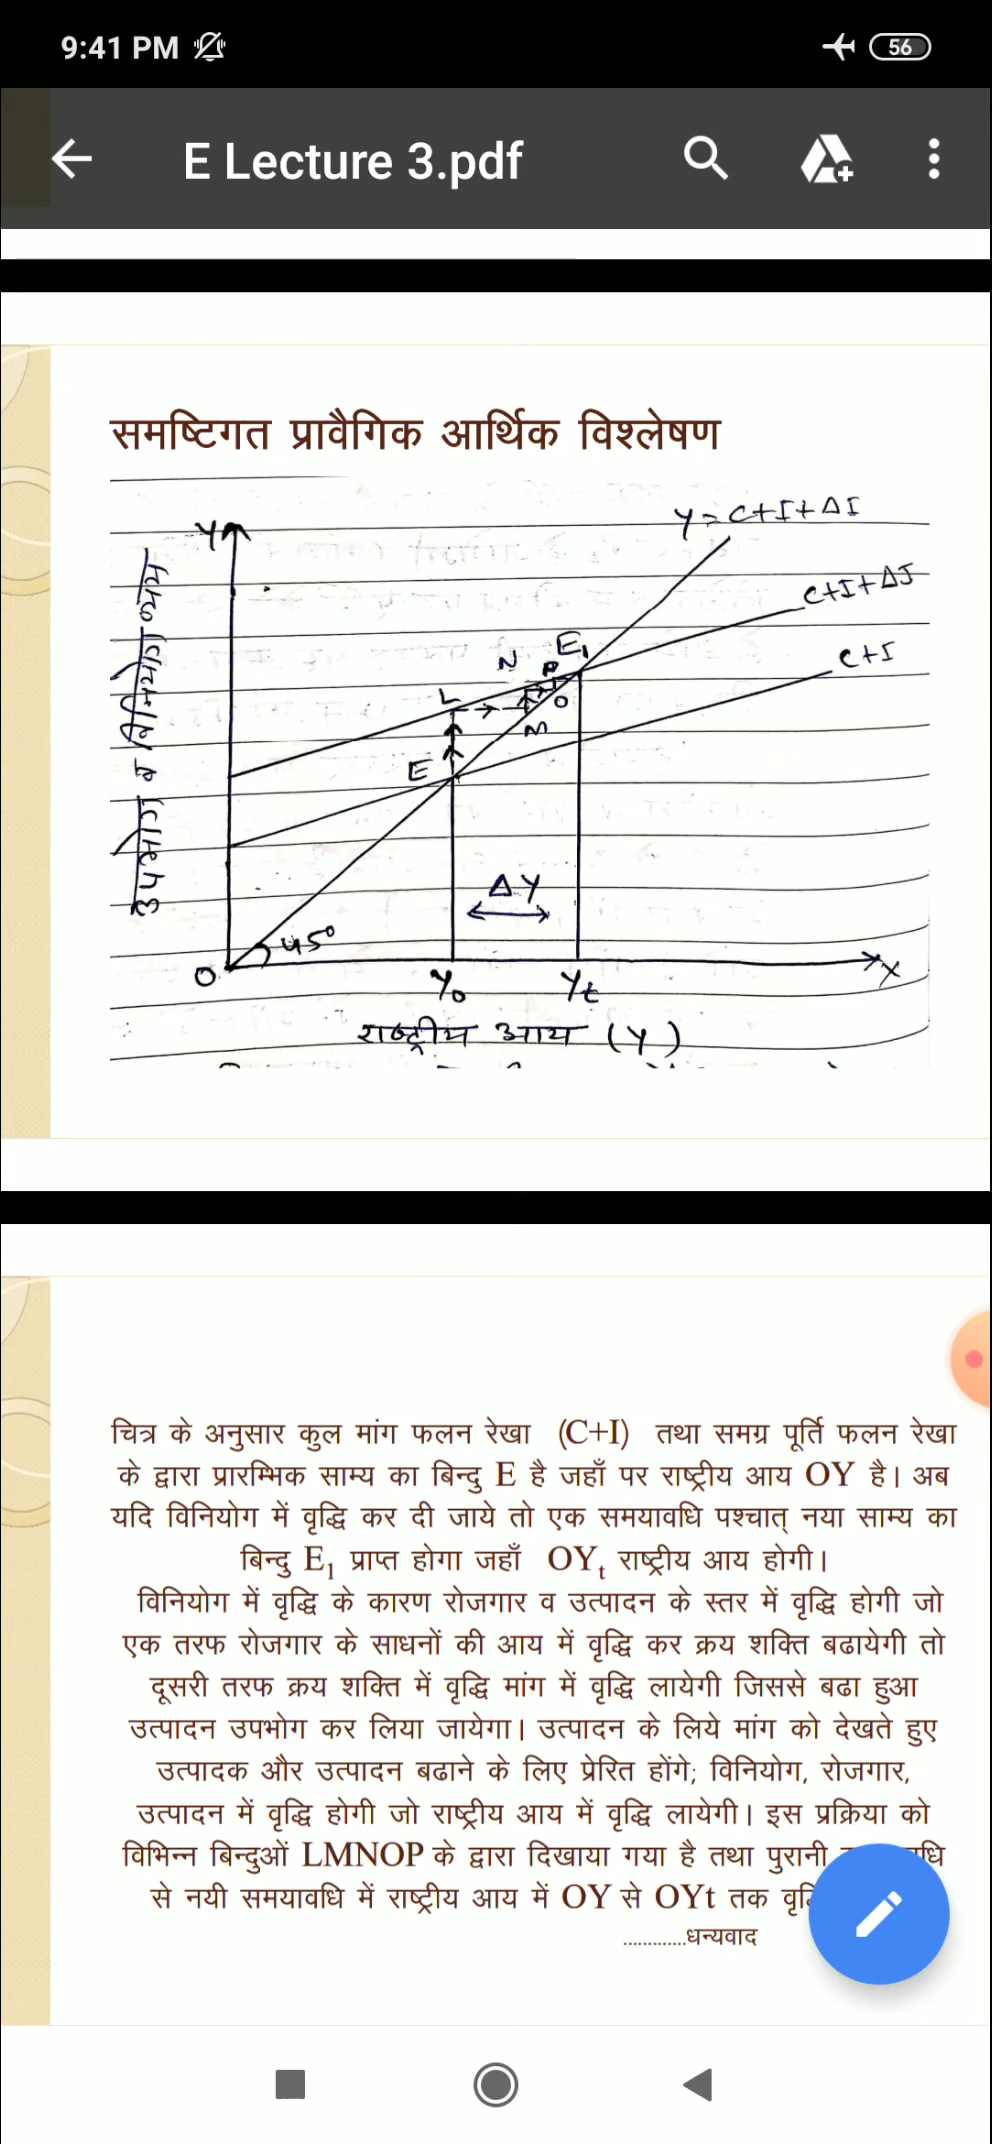 9:41 PM
56
E Lecture 3.pdf
समष्टिगत प्रावैगिक आर्थिक विश्लेषण
Y
Y=C+I+ΔI
C+I+ΔI
C+I
उपभोग व विनियोग व्यय
N
P
E₁
L
O
M
E
ΔY
45°
O
Y₀
Yt
X
राष्ट्रीय आय (Y)
चित्र के अनुसार कुल मांग फलन रेखा (C+I) तथा समग्र पूर्ति फलन रेखा
के द्वारा प्रारम्भिक साम्य का बिन्दु E है जहाँ पर राष्ट्रीय आय OY है। अब
यदि विनियोग में वृद्धि कर दी जाये तो एक समयावधि पश्चात् नया साम्य का
बिन्दु E₁ प्राप्त होगा जहाँ OYₜ राष्ट्रीय आय होगी।
विनियोग में वृद्धि के कारण रोजगार व उत्पादन के स्तर में वृद्धि होगी जो
एक तरफ रोजगार के साधनों की आय में वृद्धि कर क्रय शक्ति बढायेगी तो
दूसरी तरफ क्रय शक्ति में वृद्धि मांग में वृद्धि लायेगी जिससे बढा हुआ
उत्पादन उपभोग कर लिया जायेगा। उत्पादन के लिये मांग को देखते हुए
उत्पादक और उत्पादन बढाने के लिए प्रेरित होंगे; विनियोग, रोजगार,
उत्पादन में वृद्धि होगी जो राष्ट्रीय आय में वृद्धि लायेगी। इस प्रक्रिया को
विभिन्न बिन्दुओं LMNOP के द्वारा दिखाया गया है तथा पुरानी
से नयी समयावधि में राष्ट्रीय आय में OY से OYt तक
.............धन्यवाद